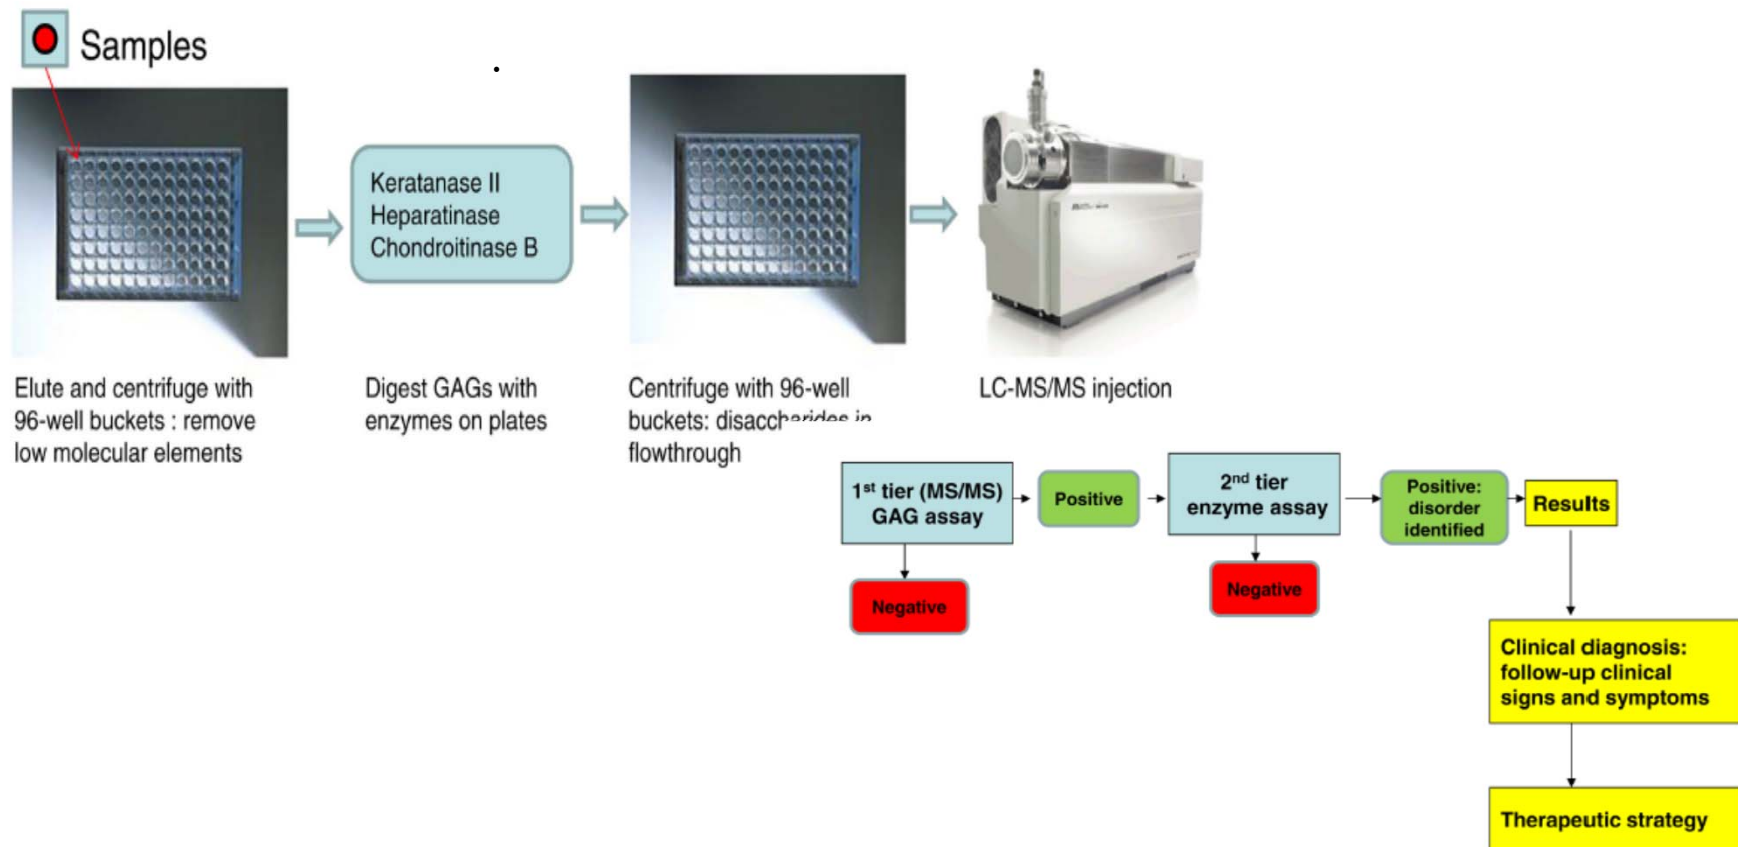 Samples
Keratanase II
Heparatinase
Chondroitinase B
Elute and centrifuge with
96-well buckets : remove
low molecular elements
Digest GAGs with
enzymes on plates
Centrifuge with 96-well
buckets: disaccharides in
flowthrough
LC-MS/MS injection
1st tier (MS/MS)
GAG assay
Positive
2nd tier
enzyme assay
Positive:
disorder
identified
Results
Negative
Negative
Clinical diagnosis:
follow-up clinical
signs and symptoms
Therapeutic strategy